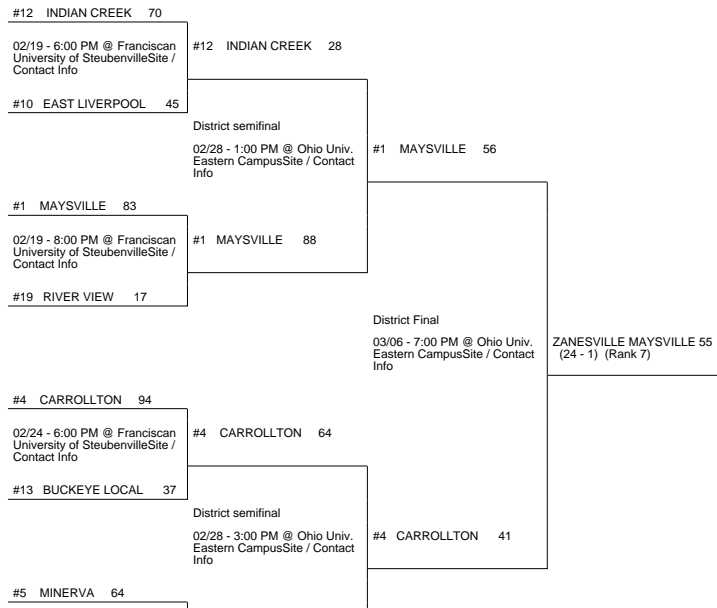 #12 INDIAN CREEK 70
02/19 - 6:00 PM @ Franciscan
University of SteubenvilleSite /
Contact Info
#12 INDIAN CREEK 28
#10 EAST LIVERPOOL 45
District semifinal
02/28 - 1:00 PM @ Ohio Univ.
Eastern CampusSite / Contact
Info
#1 MAYSVILLE 56
#1 MAYSVILLE 83
02/19 - 8:00 PM @ Franciscan
University of SteubenvilleSite /
Contact Info
#1 MAYSVILLE 88
#19 RIVER VIEW 17
District Final
03/06 - 7:00 PM @ Ohio Univ.
Eastern CampusSite / Contact
Info
ZANESVILLE MAYSVILLE 55
(24 - 1) (Rank 7)
#4 CARROLLTON 94
02/24 - 6:00 PM @ Franciscan
University of SteubenvilleSite /
Contact Info
#4 CARROLLTON 64
#13 BUCKEYE LOCAL 37
District semifinal
02/28 - 3:00 PM @ Ohio Univ.
Eastern CampusSite / Contact
Info
#4 CARROLLTON 41
#5 MINERVA 64